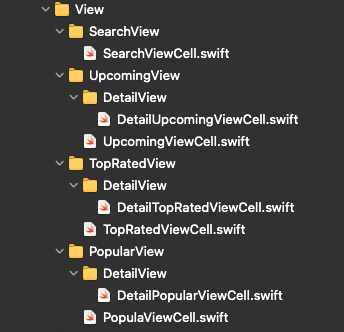 View
SearchView
SearchViewCell.swift
UpcomingView
DetailView
DetailUpcomingViewCell.swift
UpcomingViewCell.swift
TopRatedView
DetailView
DetailTopRatedViewCell.swift
TopRatedViewCell.swift
PopularView
DetailView
DetailPopularViewCell.swift
PopulaViewCell.swift